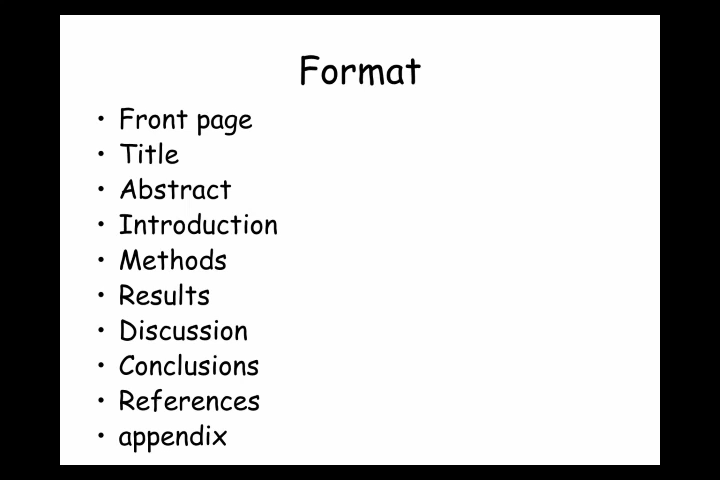 Format
• Front page
• Title
• Abstract
• Introduction
• Methods
• Results
• Discussion
• Conclusions
• References
• appendix